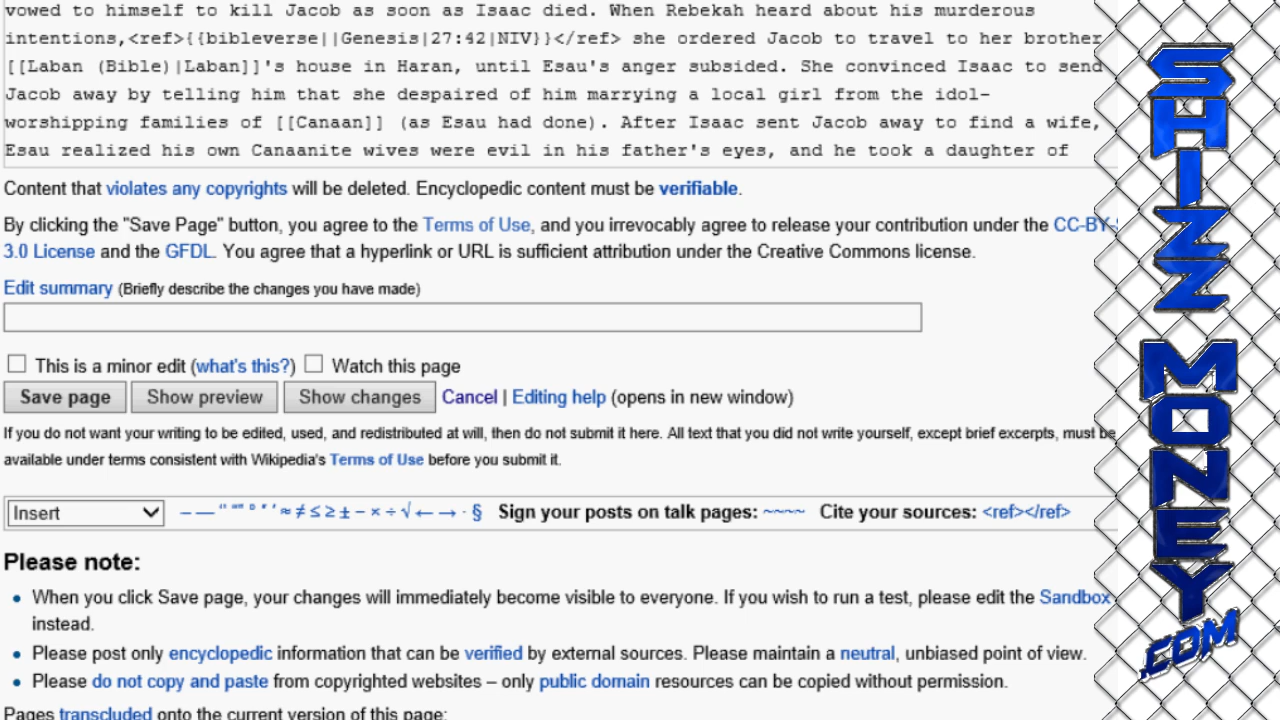 vowed to himself to kill Jacob as soon as Isaac died. When Rebekah heard about his murderous
intentions,<ref>{{bibleverse||Genesis|27:42|NIV}}</ref> she ordered Jacob to travel to her brother
[[Laban (Bible)|Laban]]'s house in Haran, until Esau's anger subsided. She convinced Isaac to send
Jacob away by telling him that she despaired of him marrying a local girl from the idol-
worshipping families of [[Canaan]] (as Esau had done). After Isaac sent Jacob away to find a wife,
Esau realized his own Canaanite wives were evil in his father's eyes, and he took a daughter of
Content that violates any copyrights will be deleted. Encyclopedic content must be verifiable.
By clicking the "Save Page" button, you agree to the Terms of Use, and you irrevocably agree to release your contribution under the CC-BY-
3.0 License and the GFDL. You agree that a hyperlink or URL is sufficient attribution under the Creative Commons license.
Edit summary (Briefly describe the changes you have made)
This is a minor edit (what's this?) Watch this page
Save page Show preview Show changes Cancel | Editing help (opens in new window)
If you do not want your writing to be edited, used, and redistributed at will, then do not submit it here. All text that you did not write yourself, except brief excerpts, must be
available under terms consistent with Wikipedia's Terms of Use before you submit it.
Insert – — ° ′ ″ ≈ ≠ ≤ ≥ ± − × ÷ √ ← → · § Sign your posts on talk pages: ~~~~ Cite your sources: <ref></ref>
Please note:
• When you click Save page, your changes will immediately become visible to everyone. If you wish to run a test, please edit the Sandbox
instead.
• Please post only encyclopedic information that can be verified by external sources. Please maintain a neutral, unbiased point of view.
• Please do not copy and paste from copyrighted websites – only public domain resources can be copied without permission.
Pages transcluded onto the current version of this page:
SHIZZ MONEY .COM